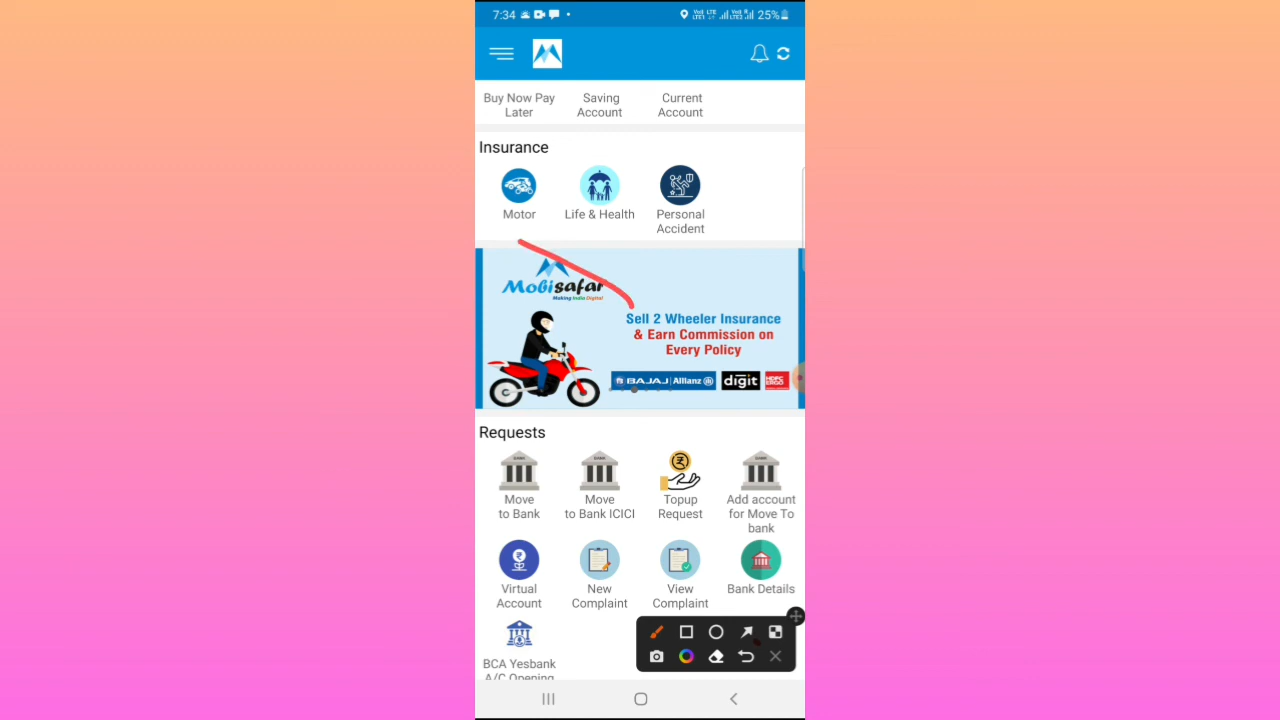 7:34
25%
Buy Now Pay Later
Saving Account
Current Account
Insurance
Motor
Life & Health
Personal Accident
Mobisafar
Making India Digital
Sell 2 Wheeler Insurance
& Earn Commission on
Every Policy
BAJAJ Allianz
digit
HDFC ERGO
Requests
Move to Bank
Move to Bank ICICI
Topup Request
Add account for Move To bank
Virtual Account
New Complaint
View Complaint
Bank Details
BCA Yesbank A/C Opening